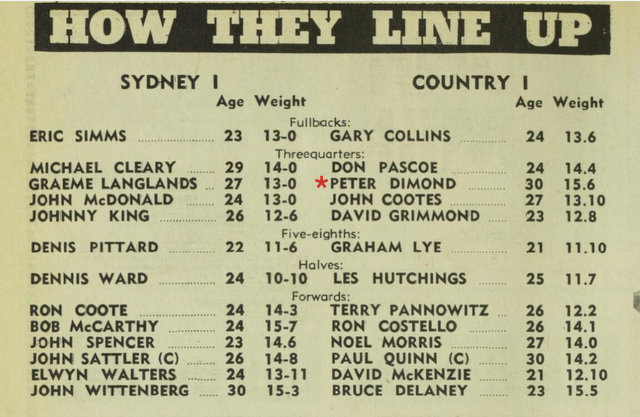 HOW THEY LINE UP
SYDNEY I COUNTRY I
Age Weight Age Weight
Fullbacks:
ERIC SIMMS 23 13-0 GARY COLLINS 24 13.6
Threequarters:
MICHAEL CLEARY 29 14-0 DON PASCOE 24 14.4
GRAEME LANGLANDS 27 13-0 *PETER DIMOND 30 15.6
JOHN McDONALD 24 13-0 JOHN COOTES 27 13.10
JOHNNY KING 26 12-6 DAVID GRIMMOND 23 12.8
Five-eighths:
DENIS PITTARD 22 11-6 GRAHAM LYE 21 11.10
Halves:
DENNIS WARD 24 10-10 LES HUTCHINGS 25 11.7
Forwards:
RON COOTE 24 14-3 TERRY PANNOWITZ 26 12.2
BOB McCARTHY 24 15-7 RON COSTELLO 26 14.1
JOHN SPENCER 23 14.6 NOEL MORRIS 27 14.0
JOHN SATTLER (C) 26 14-8 PAUL QUINN (C) 30 14.2
ELWYN WALTERS 24 13-11 DAVID McKENZIE 21 12.10
JOHN WITTENBERG 30 15-3 BRUCE DELANEY 23 15.5